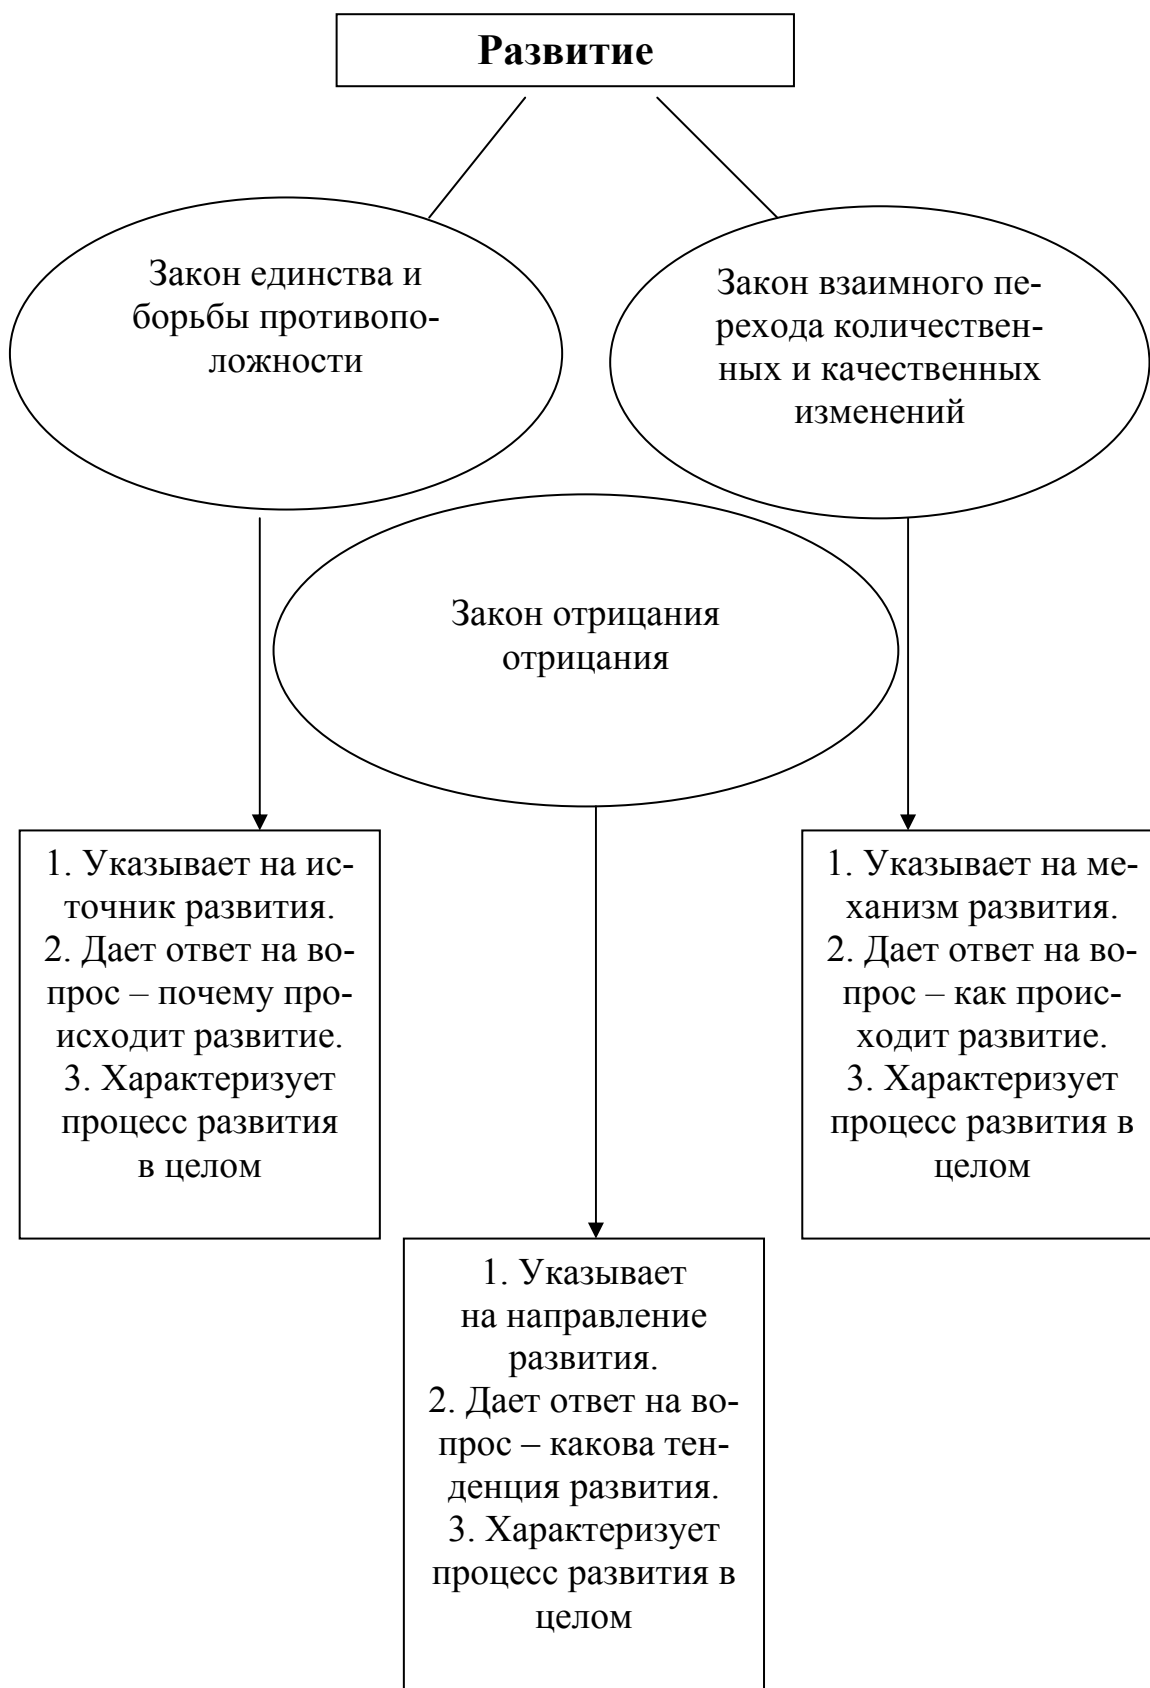 Развитие
Закон единства и
борьбы противопо-
ложности
Закон взаимного пе-
рехода количествен-
ных и качественных
изменений
Закон отрицания
отрицания
1. Указывает на ис-
точник развития.
2. Дает ответ на во-
прос – почему про-
исходит развитие.
3. Характеризует
процесс развития
в целом
1. Указывает на ме-
ханизм развития.
2. Дает ответ на во-
прос – как проис-
ходит развитие.
3. Характеризует
процесс развития в
целом
1. Указывает
на направление
развития.
2. Дает ответ на во-
прос – какова тен-
денция развития.
3. Характеризует
процесс развития в
целом